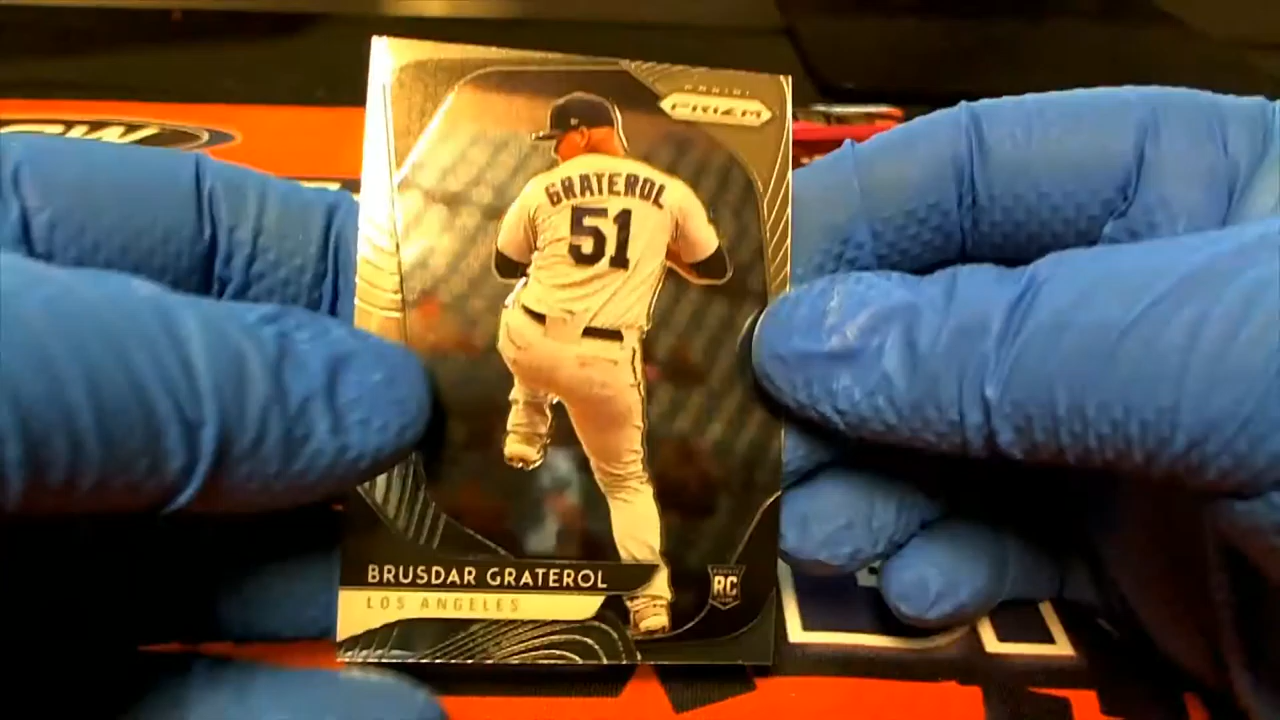 PANINI
PRIZM
GRATEROL
51
BRUSDAR GRATEROL
RC
LOS ANGELES